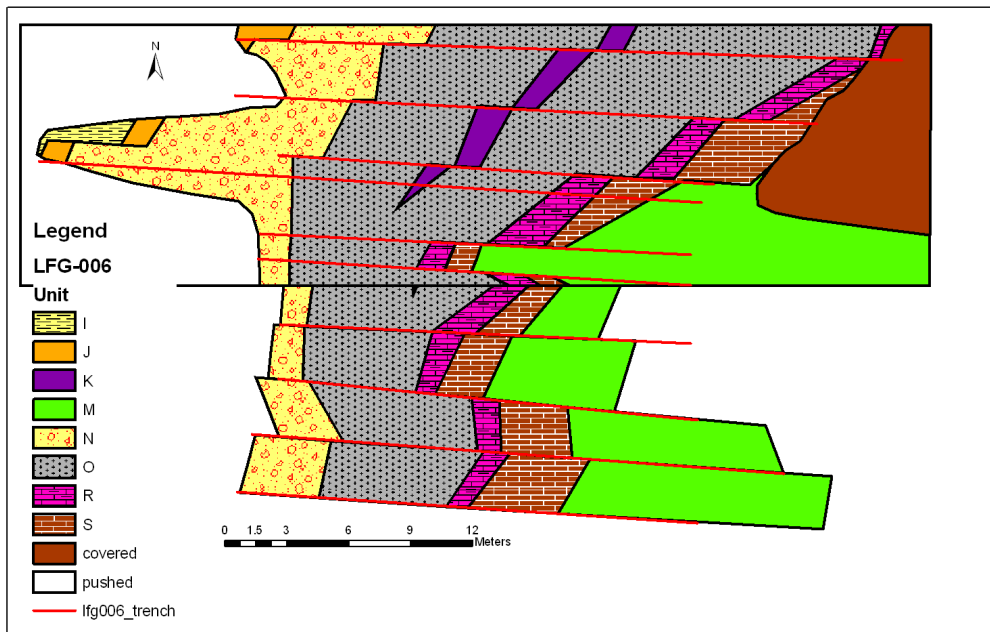 N
Legend
LFG-006
Unit
I
J
K
M
N
O
R
S
covered
pushed
lfg006_trench
0 1.5 3 6 9 12
Meters